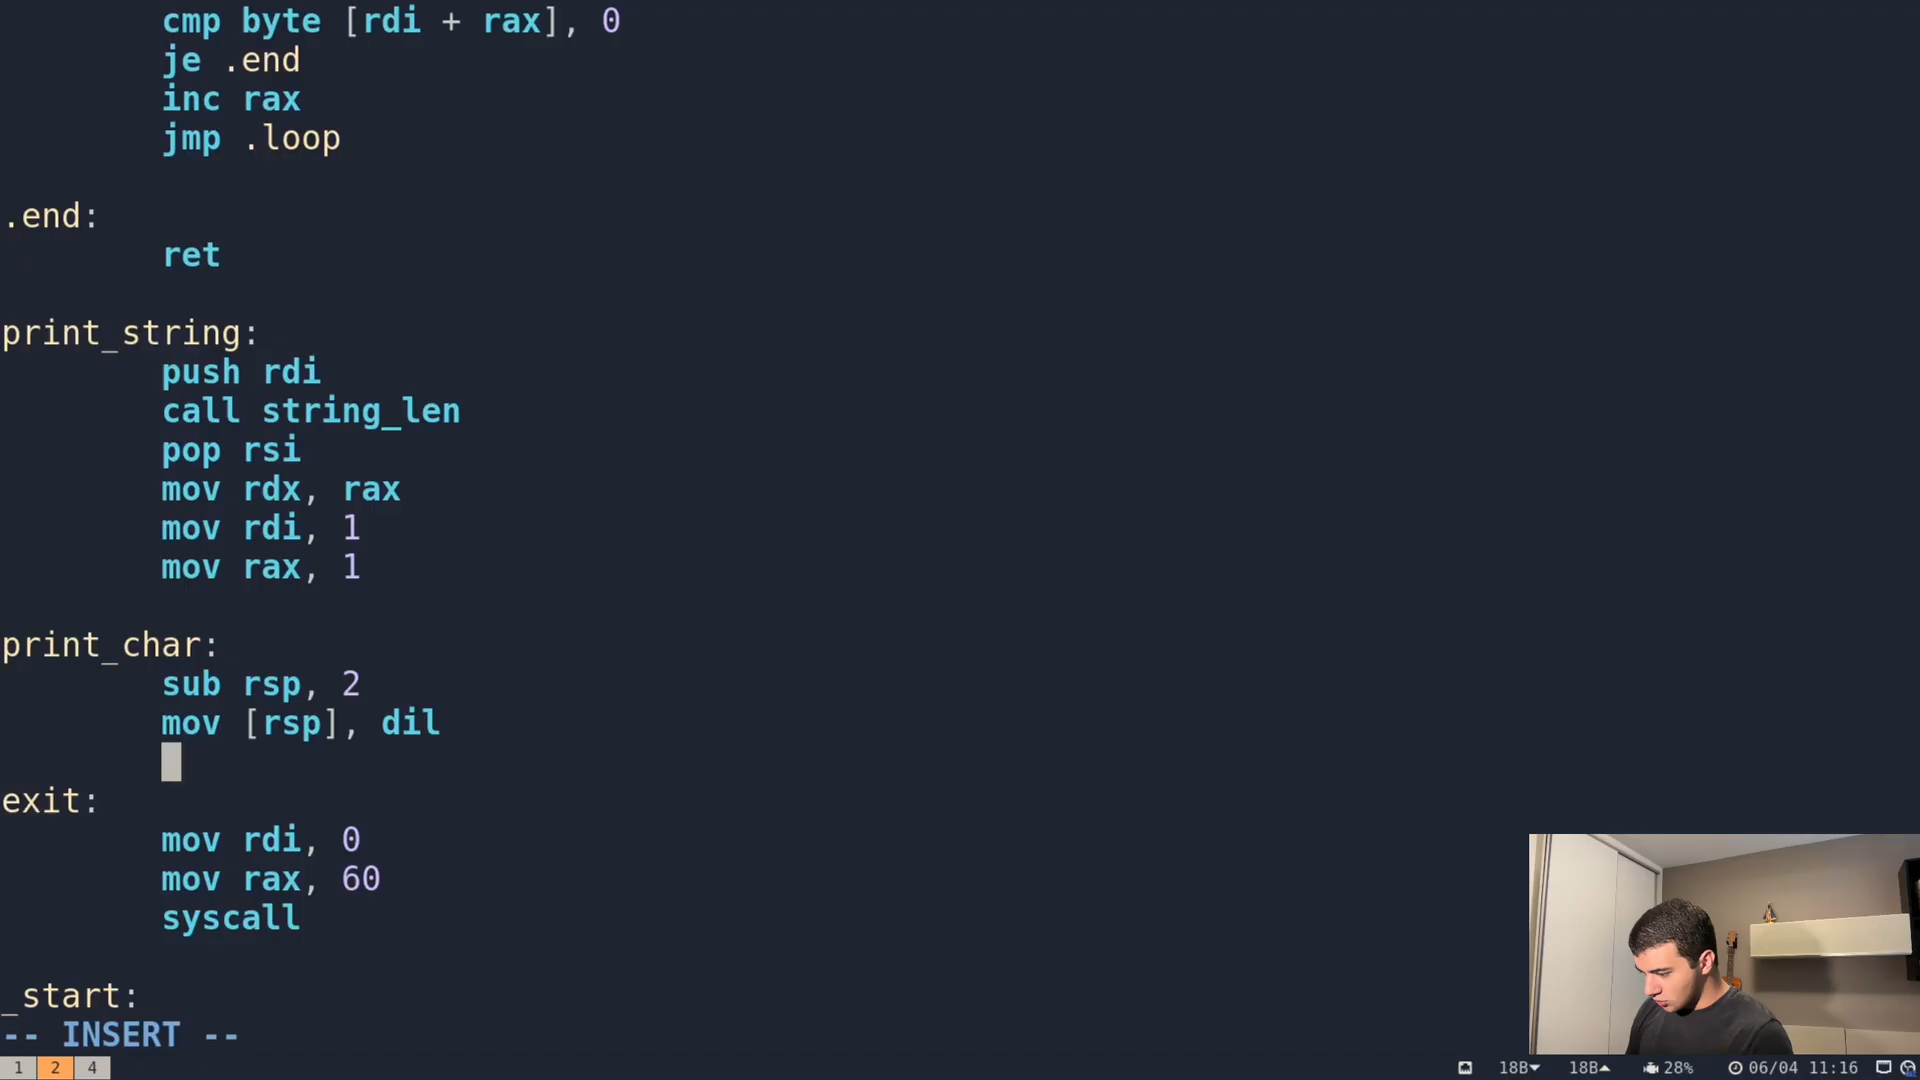 cmp byte [rdi + rax], 0
je .end
inc rax
jmp .loop
.end:
ret
print_string:
push rdi
call string_len
pop rsi
mov rdx, rax
mov rdi, 1
mov rax, 1
print_char:
sub rsp, 2
mov [rsp], dil
exit:
mov rdi, 0
mov rax, 60
syscall
_start:
-- INSERT --
1 2 4 18B 18B 28% 06/04 11:16